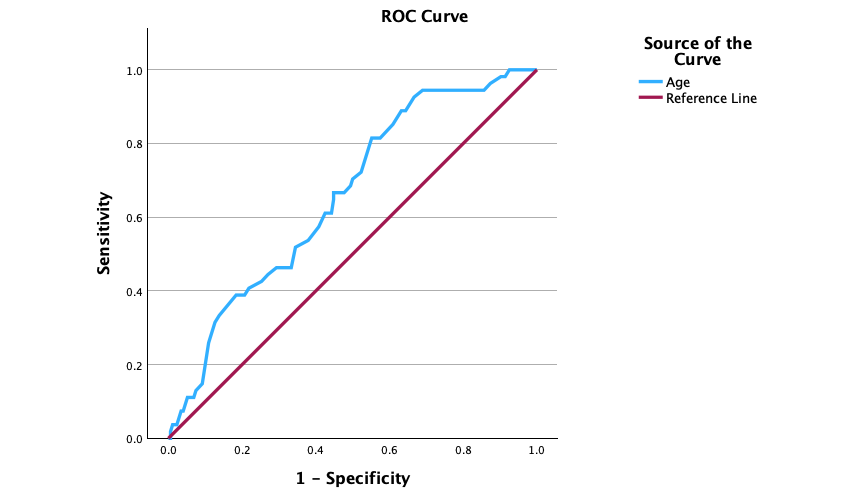 ROC Curve
Source of the
Curve
Age
Reference Line
Sensitivity
1.0
0.8
0.6
0.4
0.2
0.0
0.0 0.2 0.4 0.6 0.8 1.0
1 – Specificity